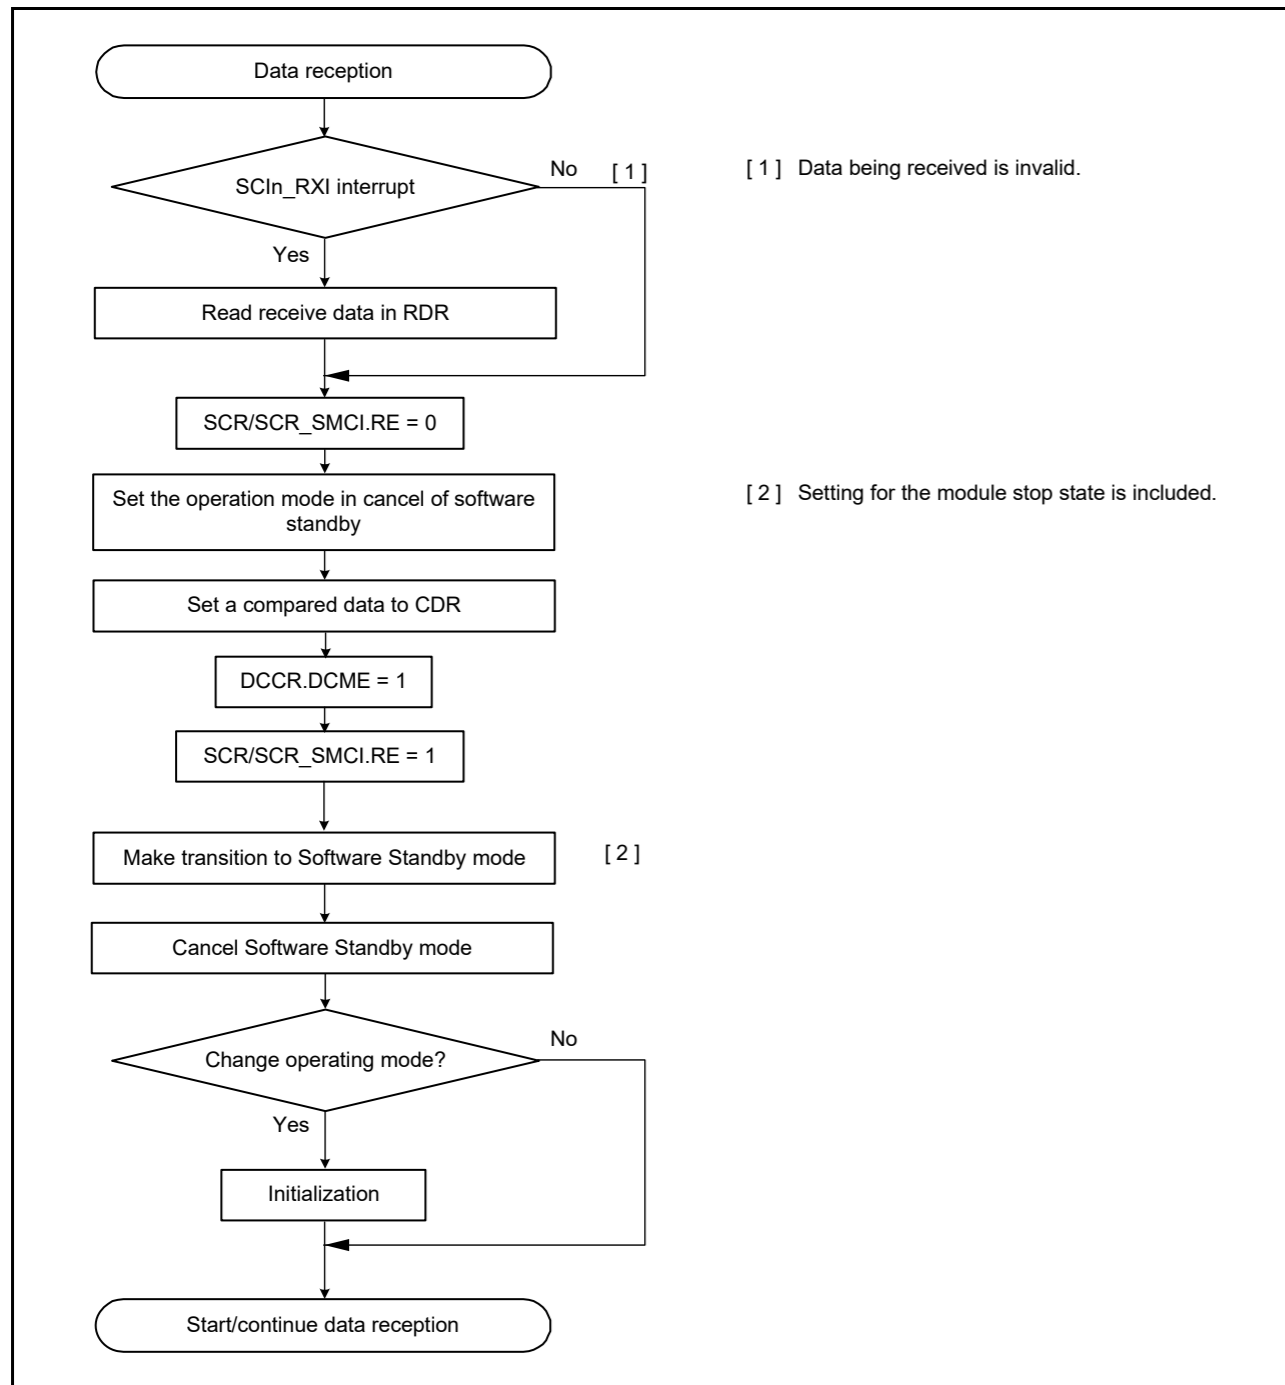 Data reception
SCIn_RXI interrupt
No [ 1 ]
[ 1 ] Data being received is invalid.
Yes
Read receive data in RDR
SCR/SCR_SMCI.RE = 0
Set the operation mode in cancel of software
standby
[ 2 ] Setting for the module stop state is included.
Set a compared data to CDR
DCCR.DCME = 1
SCR/SCR_SMCI.RE = 1
Make transition to Software Standby mode
[ 2 ]
Cancel Software Standby mode
Change operating mode?
No
Yes
Initialization
Start/continue data reception